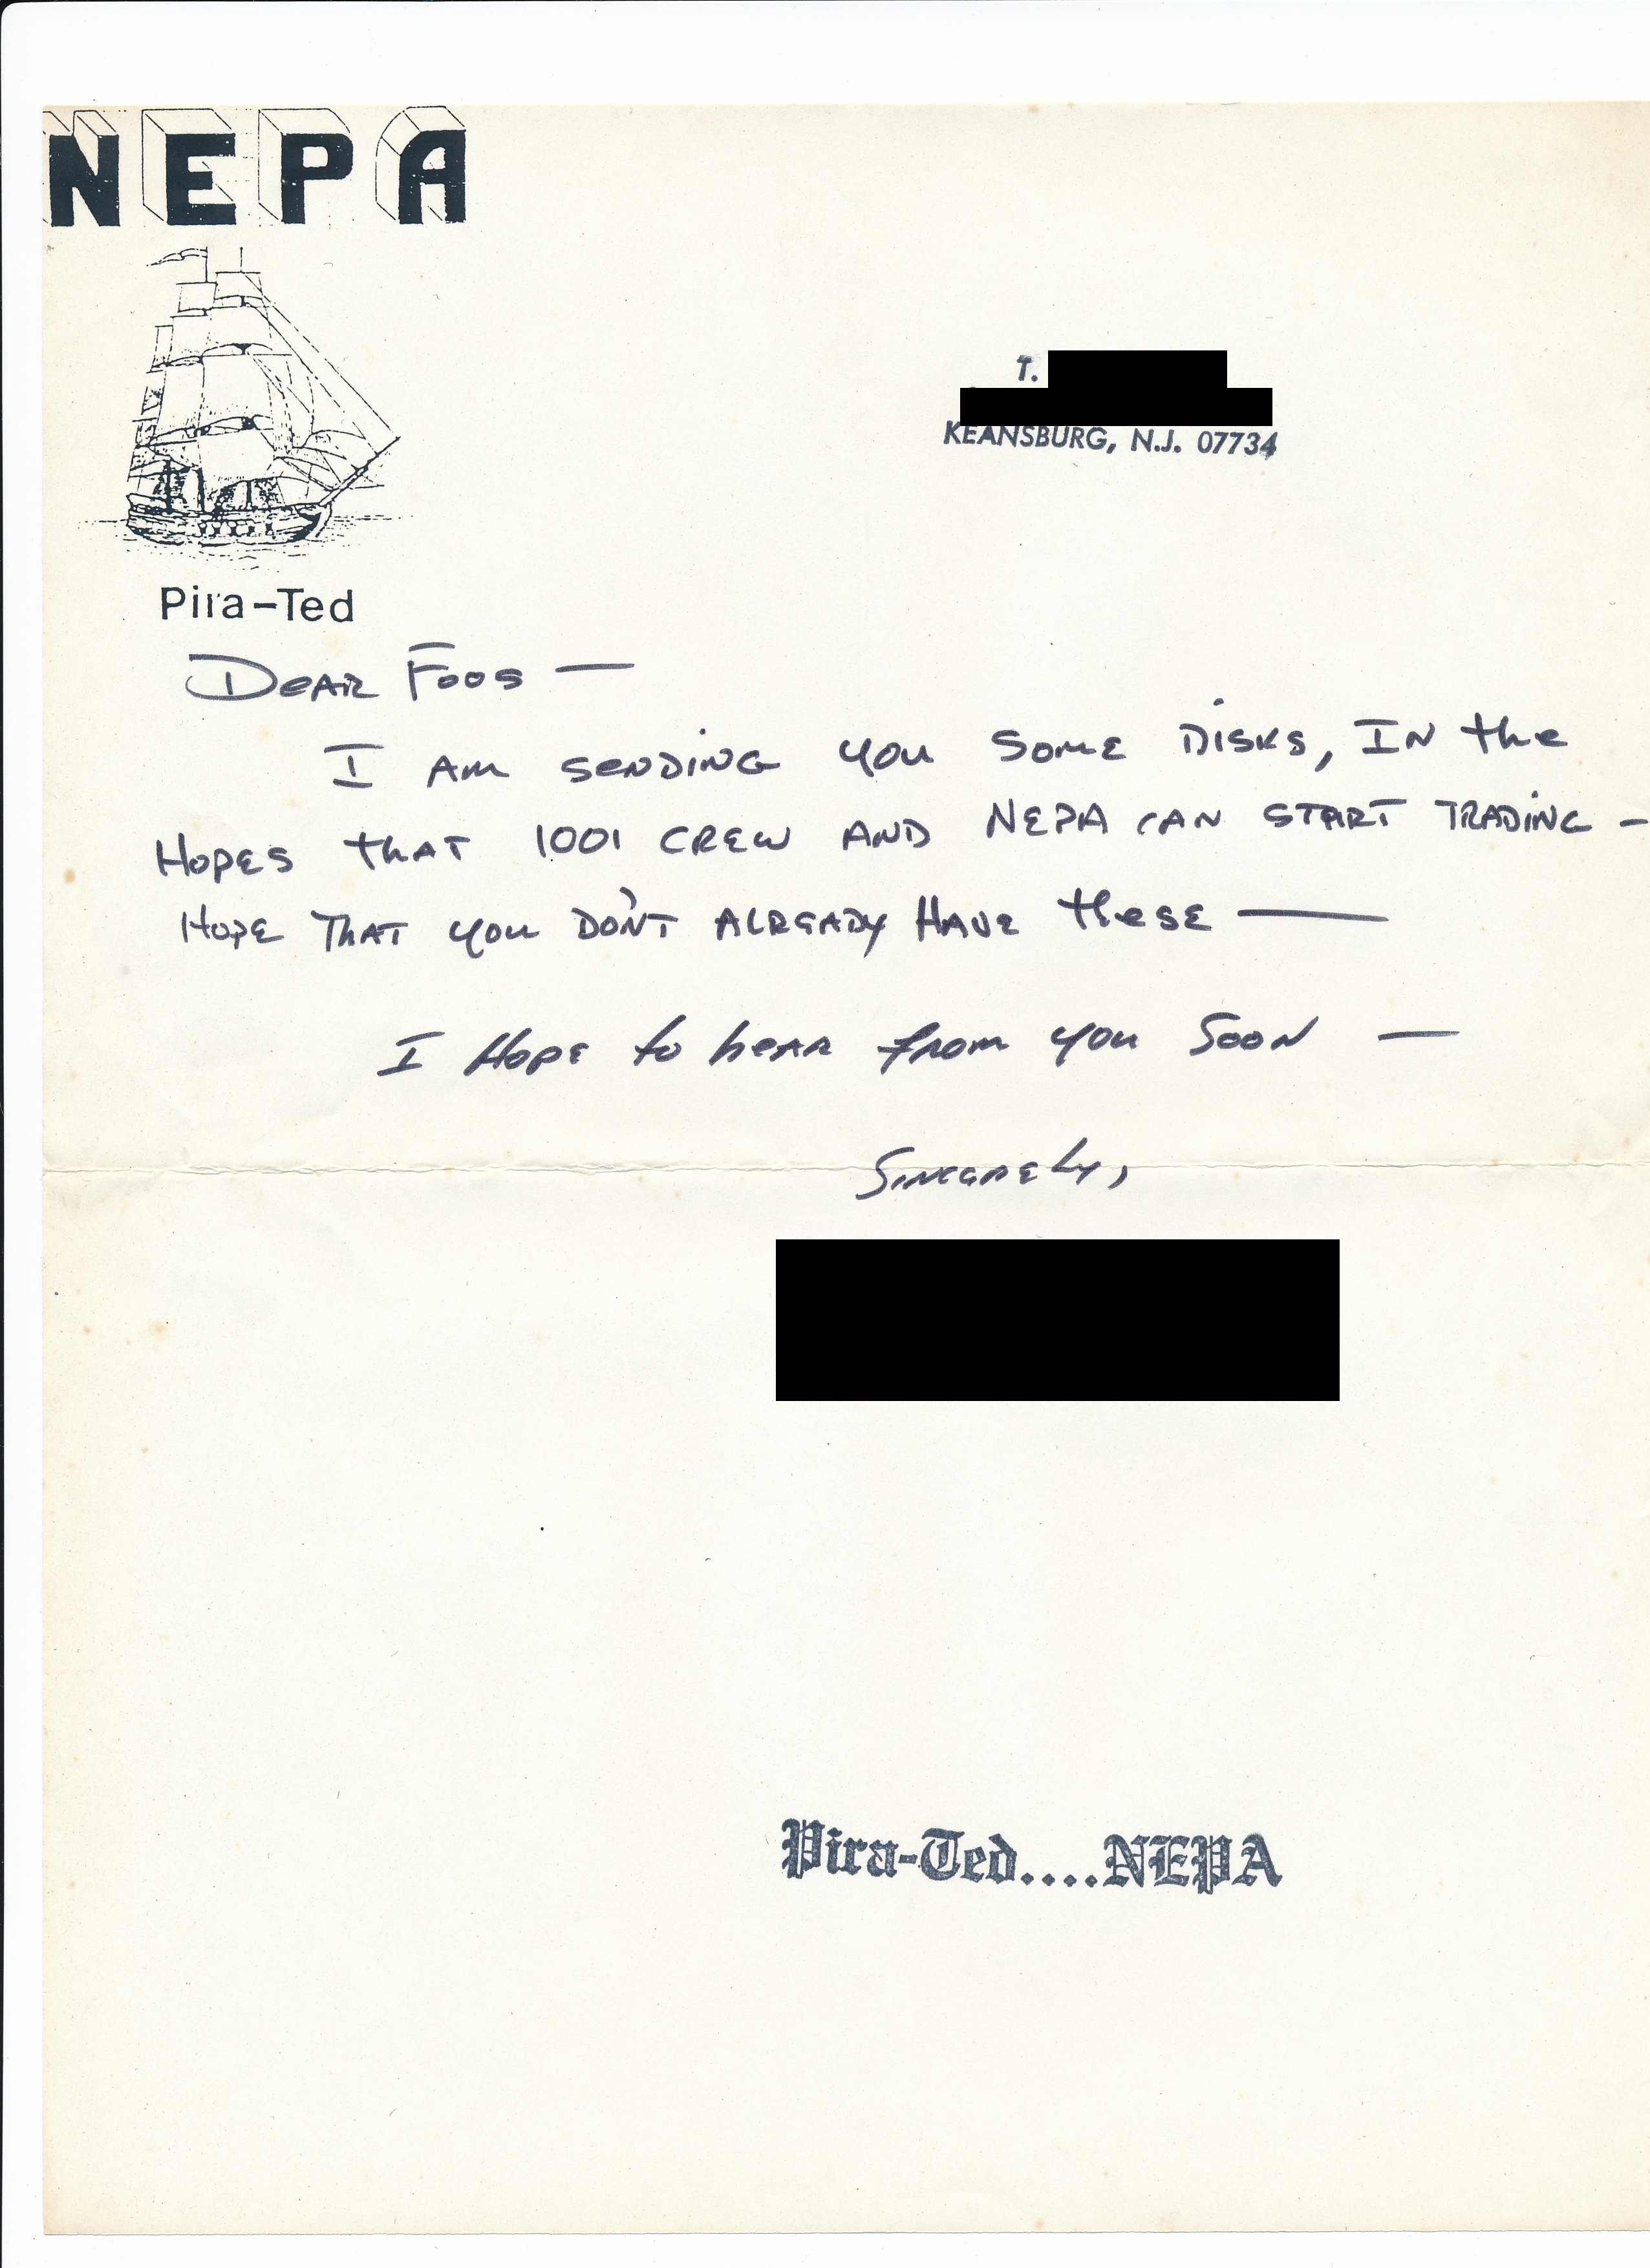 NEPA
T.
KEANSBURG, N.J. 07734
Pira-Ted
DEAR FOOS —
I AM SENDING YOU SOME DISKS, IN the
HOPES that 1001 CREW AND NEPA CAN START TRADING -
HOPE THAT YOU DON'T ALREADY HAVE these —
I HOPE to hear from you SOON —
SINCERELY,
Pira-Ted....NEPA